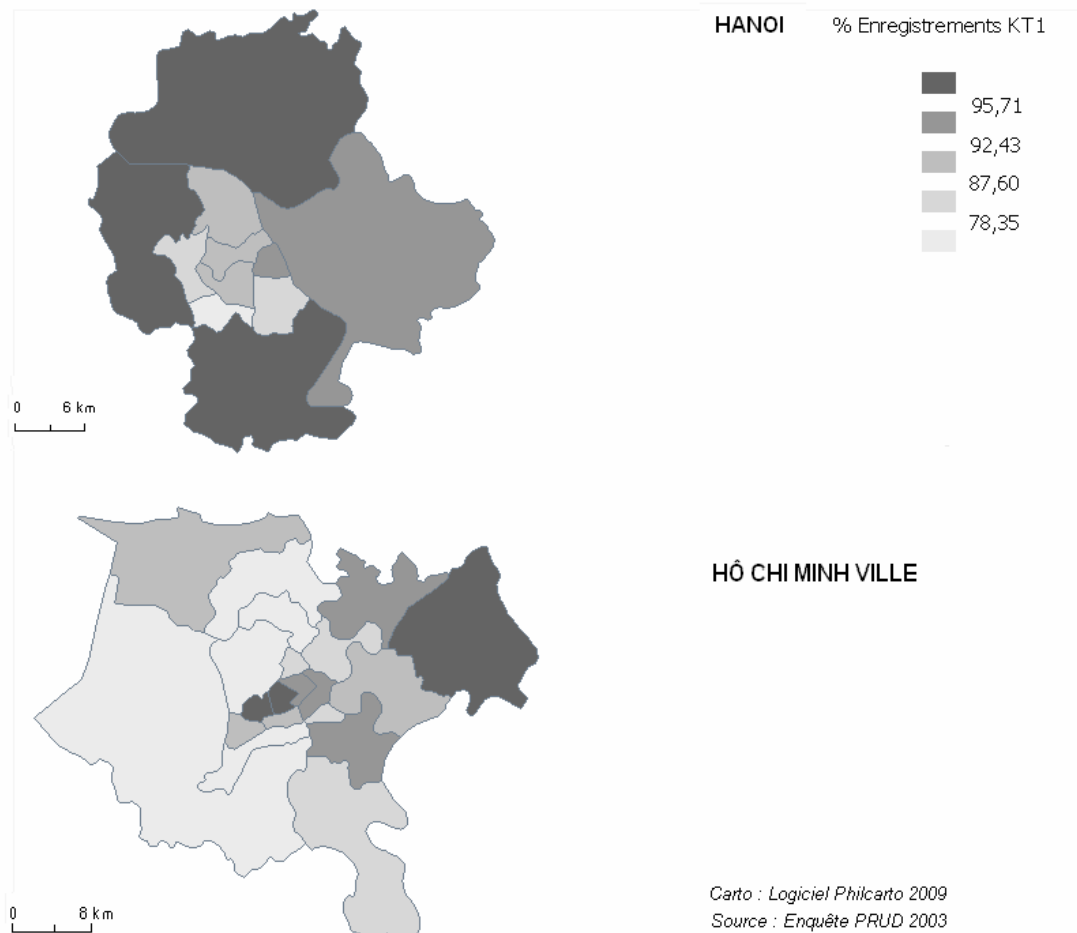 HANOI % Enregistrements KT1
95,71
92,43
87,60
78,35
0 6 km
HÔ CHI MINH VILLE
0 8 km
Carto : Logiciel Philcarto 2009
Source : Enquête PRUD 2003